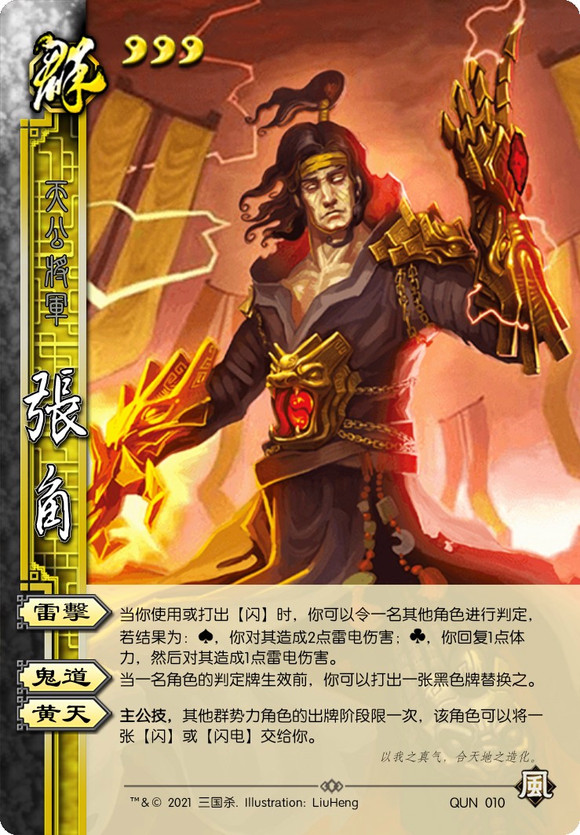 群
天公將軍
張角
雷擊
当你使用或打出【闪】时，你可以令一名其他角色进行判定，
若结果为：♠，你对其造成2点雷电伤害；♣，你回复1点体
力，然后对其造成1点雷电伤害。
鬼道
当一名角色的判定牌生效前，你可以打出一张黑色牌替换之。
黄天
主公技，其他群势力角色的出牌阶段限一次，该角色可以将一
张【闪】或【闪电】交给你。
以我之真气，合天地之造化。
風
™&© 2021 三国杀. Illustration: LiuHeng
QUN 010